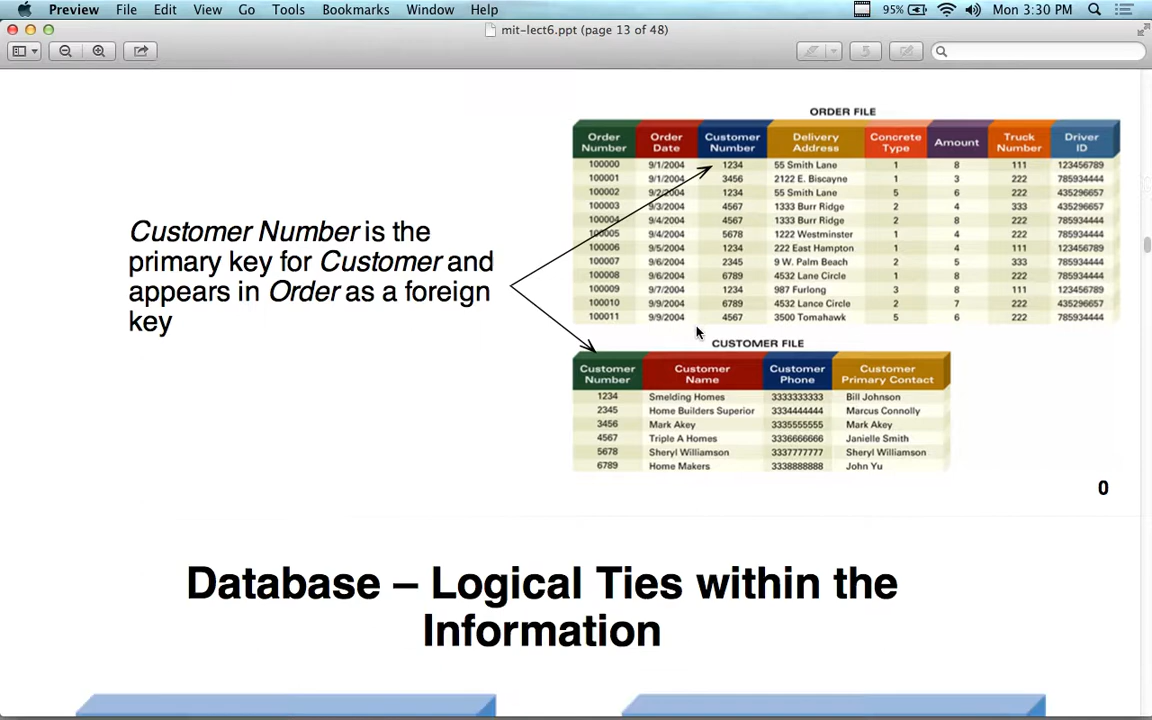 Preview File Edit View Go Tools Bookmarks Window Help 95% Mon 3:30 PM
mit-lect6.ppt (page 13 of 48)
Customer Number is the
primary key for Customer and
appears in Order as a foreign
key
ORDER FILE
Order Number Order Date Customer Number Delivery Address Concrete Type Amount Truck Number Driver ID
100000 9/1/2004 1234 55 Smith Lane 1 8 111 123456789
100001 9/1/2004 3456 2122 E. Biscayne 1 3 222 785934444
100002 9/2/2004 1234 55 Smith Lane 5 6 222 435296657
100003 9/3/2004 4567 1333 Burr Ridge 2 4 333 435296657
100004 9/4/2004 4567 1333 Burr Ridge 2 8 222 785934444
100005 9/4/2004 5678 1222 Westminster 1 4 222 785934444
100006 9/5/2004 1234 222 East Hampton 1 4 111 123456789
100007 9/6/2004 2345 9 W. Palm Beach 2 5 333 785934444
100008 9/6/2004 6789 4532 Lane Circle 1 8 222 785934444
100009 9/7/2004 1234 987 Furlong 3 8 111 123456789
100010 9/9/2004 6789 4532 Lance Circle 2 7 222 435296657
100011 9/9/2004 4567 3500 Tomahawk 5 6 222 785934444
CUSTOMER FILE
Customer Number Customer Name Customer Phone Customer Primary Contact
1234 Smelding Homes 3333333333 Bill Johnson
2345 Home Builders Superior 3334444444 Marcus Connolly
3456 Mark Akey 3335555555 Mark Akey
4567 Triple A Homes 3336666666 Janielle Smith
5678 Sheryl Williamson 3337777777 Sheryl Williamson
6789 Home Makers 3338888888 John Yu
0
Database – Logical Ties within the
Information